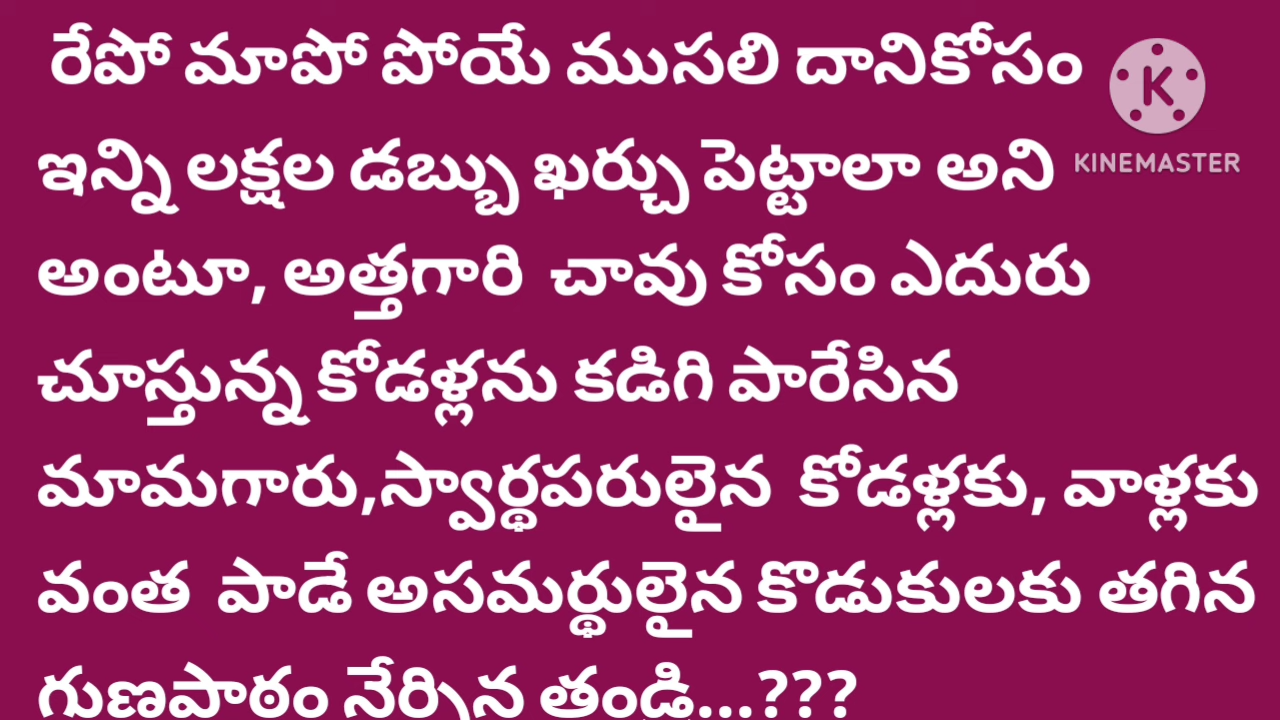 రేపో మాపో పోయే ముసలి దానికోసం
KINEMASTER
ఇన్ని లక్షల డబ్బు ఖర్చు పెట్టాలా అని
అంటూ, అత్తగారి చావు కోసం ఎదురు
చూస్తున్న కోడళ్లను కడిగి పారేసిన
మామగారు,స్వార్థపరులైన కోడళ్లకు, వాళ్లకు
వంత పాడే అసమర్థులైన కొడుకులకు తగిన
గుణపాఠం నేర్పిన తండ్రి...???